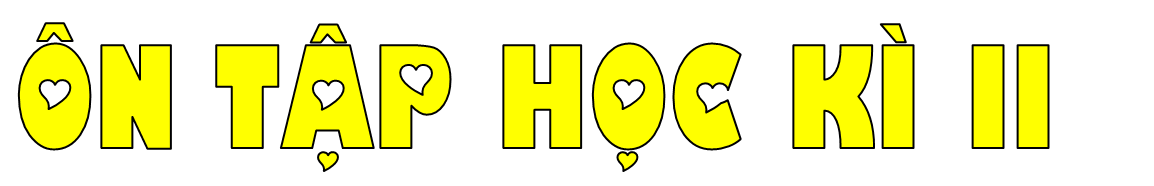 ÔN TẬP HỌC KÌ II